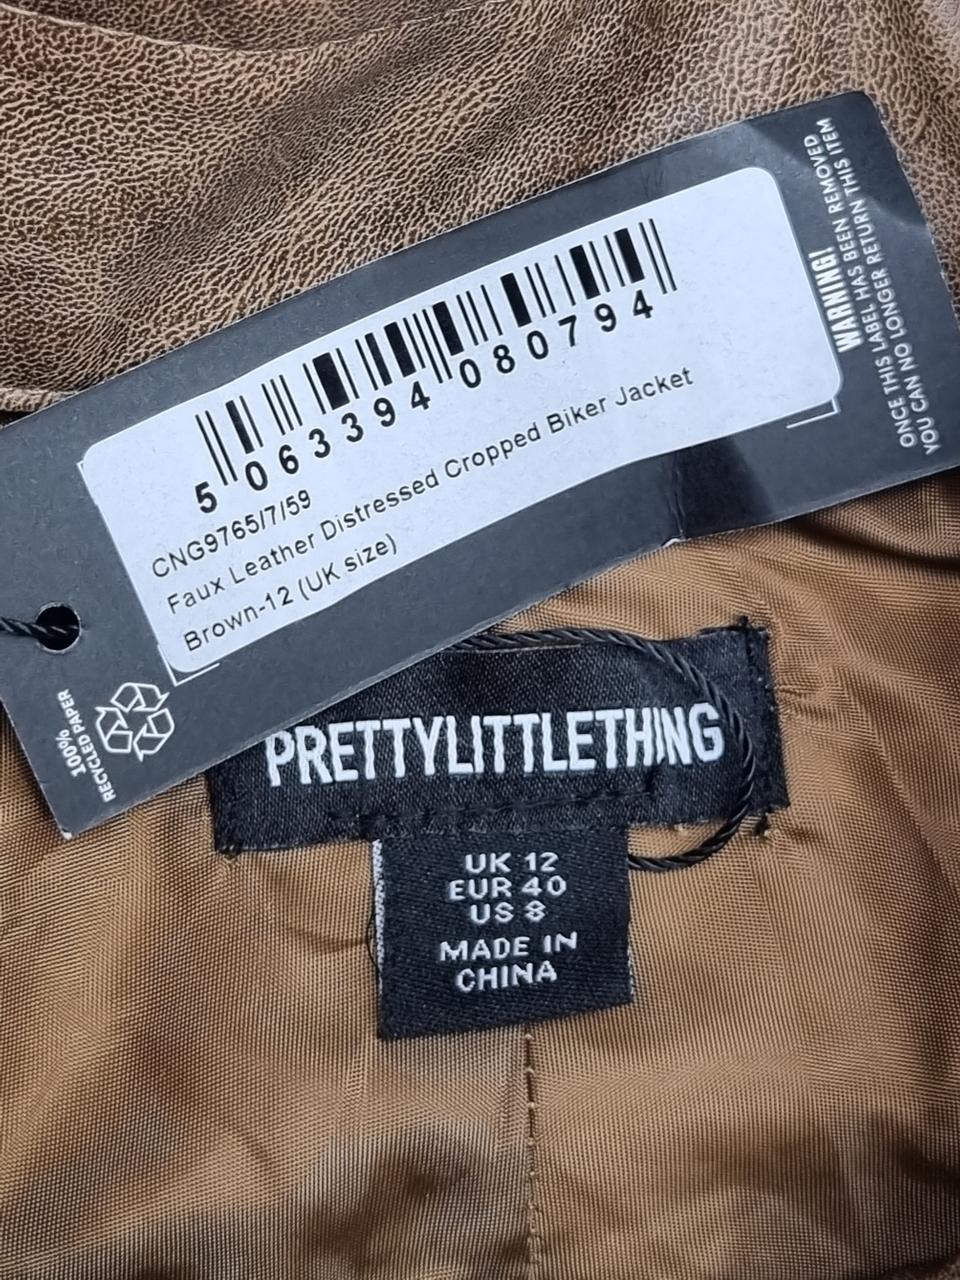 5 063394 080794
CNG9765/7/59
Faux Leather Distressed Cropped Biker Jacket
Brown-12 (UK size)
WARNING!
ONCE THIS LABEL HAS BEEN REMOVED
YOU CAN NO LONGER RETURN THIS ITEM
100%
RECYCLED PAPER
PRETTYLITTLETHING
UK 12
EUR 40
US 8
MADE IN
CHINA